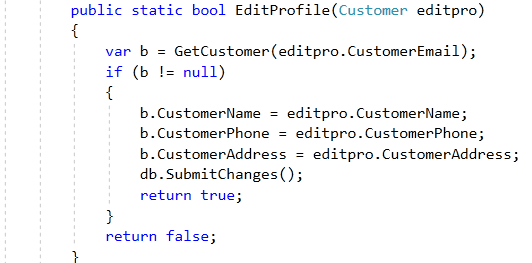 public static bool EditProfile(Customer editpro)
{
var b = GetCustomer(editpro.CustomerEmail);
if (b != null)
{
b.CustomerName = editpro.CustomerName;
b.CustomerPhone = editpro.CustomerPhone;
b.CustomerAddress = editpro.CustomerAddress;
db.SubmitChanges();
return true;
}
return false;
}